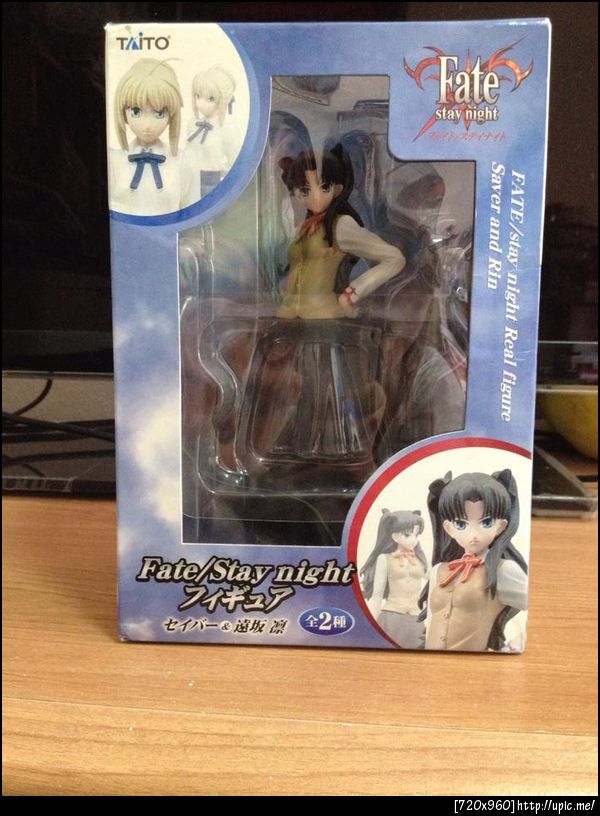 TAITO
Fate
stay night
フェイト/ステイナイト
FATE/stay night Real figure
Saver and Rin
Fate/Stay night
フィギュア
セイバー&遠坂 凛
全2種
[720x960]http://upic.me/